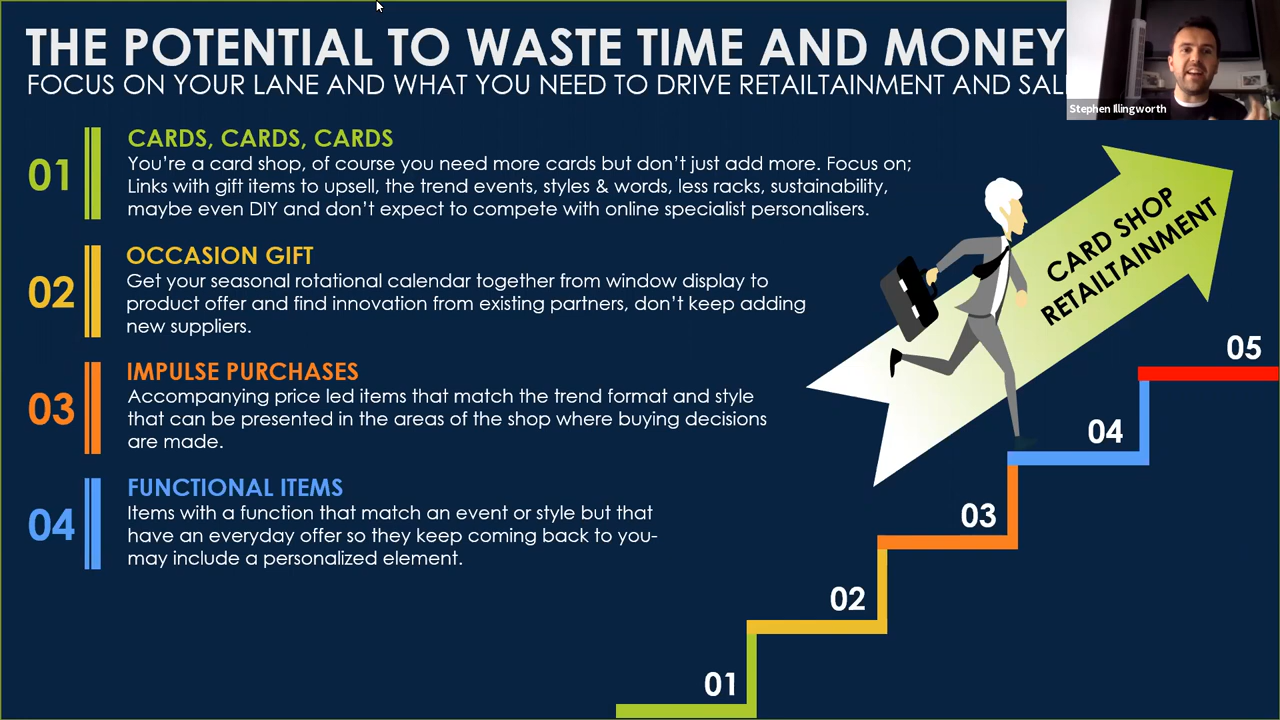 THE POTENTIAL TO WASTE TIME AND MONEY
FOCUS ON YOUR LANE AND WHAT YOU NEED TO DRIVE RETAILTAINMENT AND
Stephen Illingworth
01
CARDS, CARDS, CARDS
You're a card shop, of course you need more cards but don't just add more. Focus on;
Links with gift items to upsell, the trend events, styles & words, less racks, sustainability,
maybe even DIY and don't expect to compete with online specialist personalisers.
02
OCCASION GIFT
Get your seasonal rotational calendar together from window display to
product offer and find innovation from existing partners, don't keep adding
new suppliers.
03
IMPULSE PURCHASES
Accompanying price led items that match the trend format and style
that can be presented in the areas of the shop where buying decisions
are made.
04
FUNCTIONAL ITEMS
Items with a function that match an event or style but that
have an everyday offer so they keep coming back to you-
may include a personalized element.
CARD SHOP
RETAILTAINMENT
05
04
03
02
01